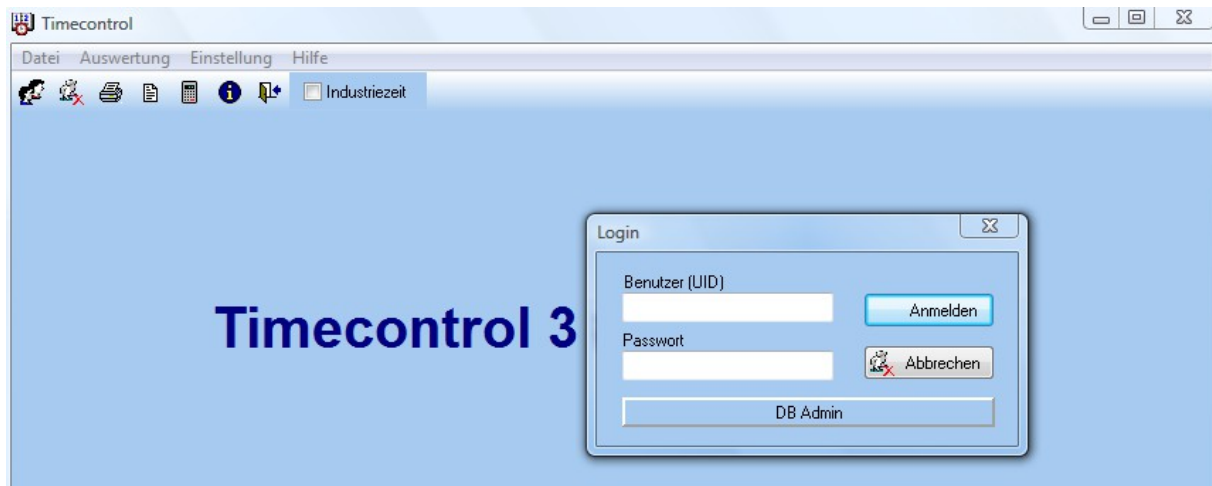 Timecontrol
Datei Auswertung Einstellung Hilfe
Industriezeit
Login
Benutzer (UID)
Anmelden
Timecontrol 3
Passwort
Abbrechen
DB Admin